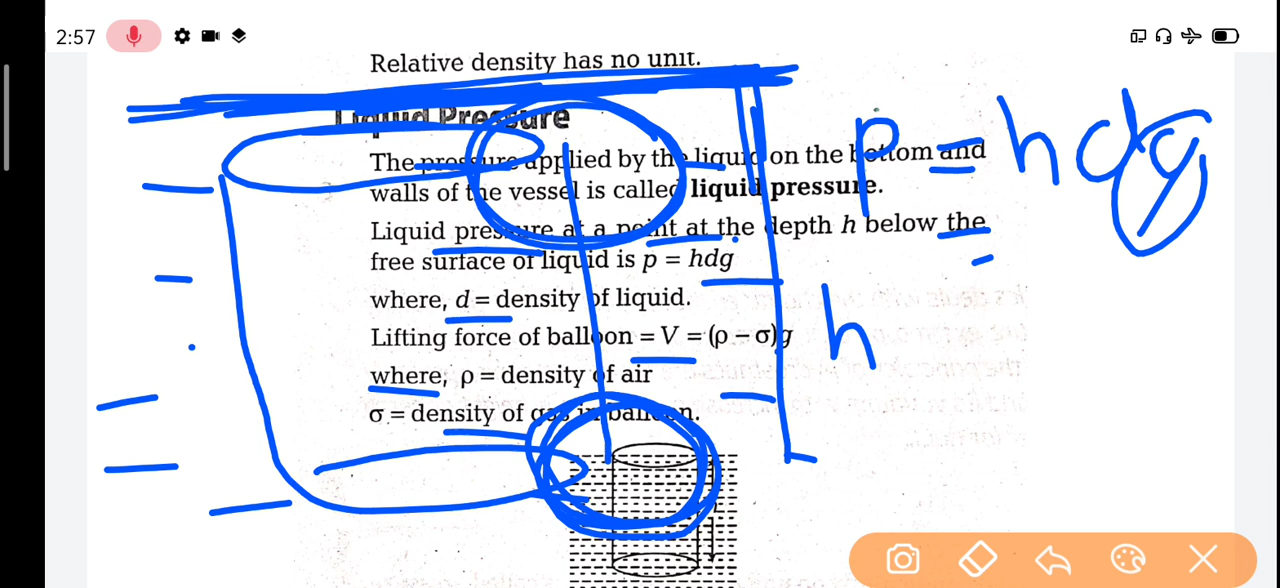 2:57
Relative density has no unit.
Liquid Pressure
The pressure applied by the liquid on the bottom and
walls of the vessel is called liquid pressure.
Liquid pressure at a point at the depth h below the
free surface of liquid is p = hdg
where, d = density of liquid.
Lifting force of balloon = V = (ρ – σ)g
where, ρ = density of air
σ = density of gas in balloon.
p = hdg
h